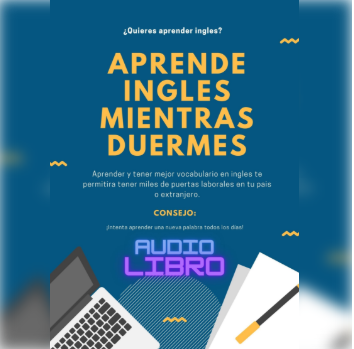 ¿Quieres aprender ingles?
APRENDE
INGLES
MIENTRAS
DUERMES
Aprender y tener mejor vocabulario en ingles te
permitira tener miles de puertas laborales en tu pais
o extranjero.
CONSEJO:
¡Intenta aprender una nueva palabra todos los dias!
AUDIO
LIBRO